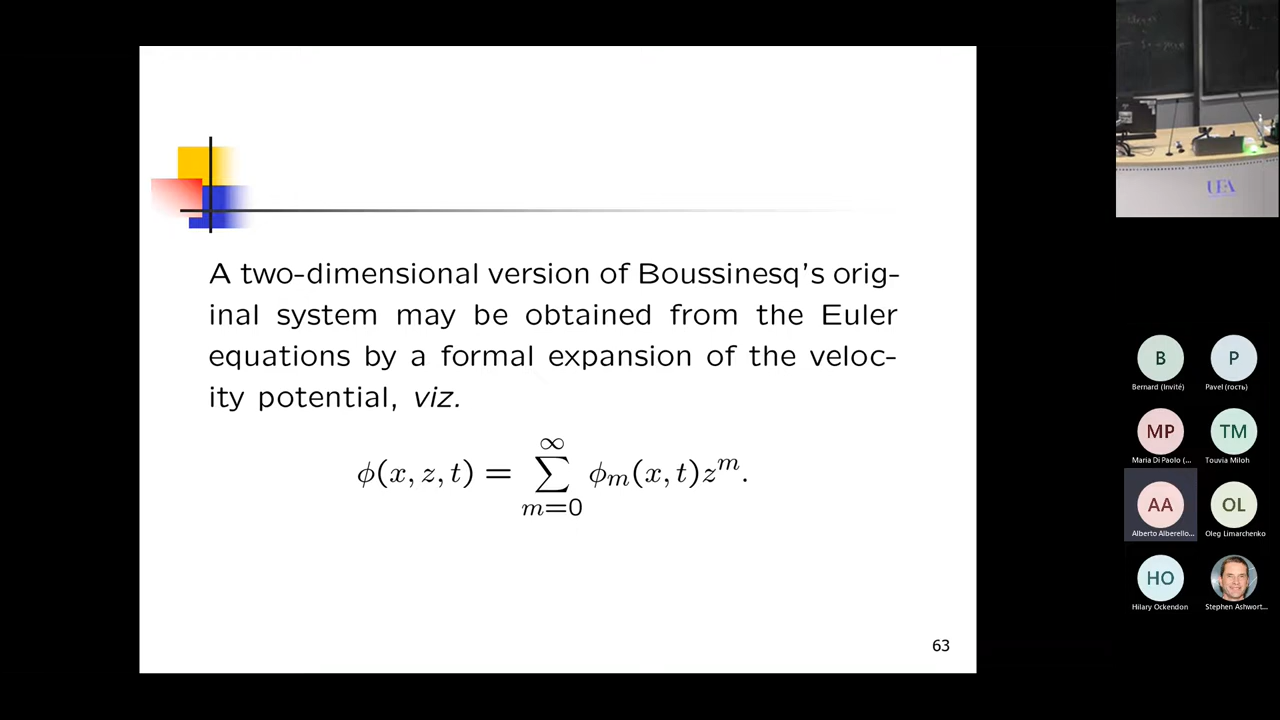 A two-dimensional version of Boussinesq's orig-
inal system may be obtained from the Euler
equations by a formal expansion of the veloc-
ity potential, viz.
ϕ(x, z, t) = ∑_{m=0}^{∞} ϕ_m(x, t)z^m.
63
UEA
B
P
Bernard (Invité)
Pavel (гость)
MP
TM
Maria Di Paolo (...
Touvia Miloh
AA
OL
Alberto Alberello...
Oleg Limarchenko
HO
Hilary Ockendon
Stephen Ashwort...